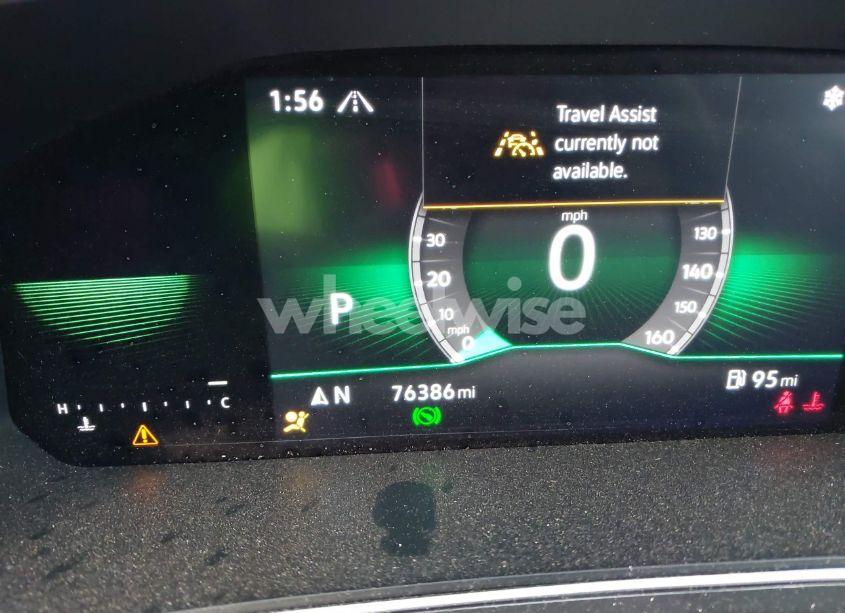 1:56
Travel Assist
currently not
available.
mph
0
30
20
10
mph
0
130
140
150
160
P
wheelwise
N
76386 mi
95 mi
H
C